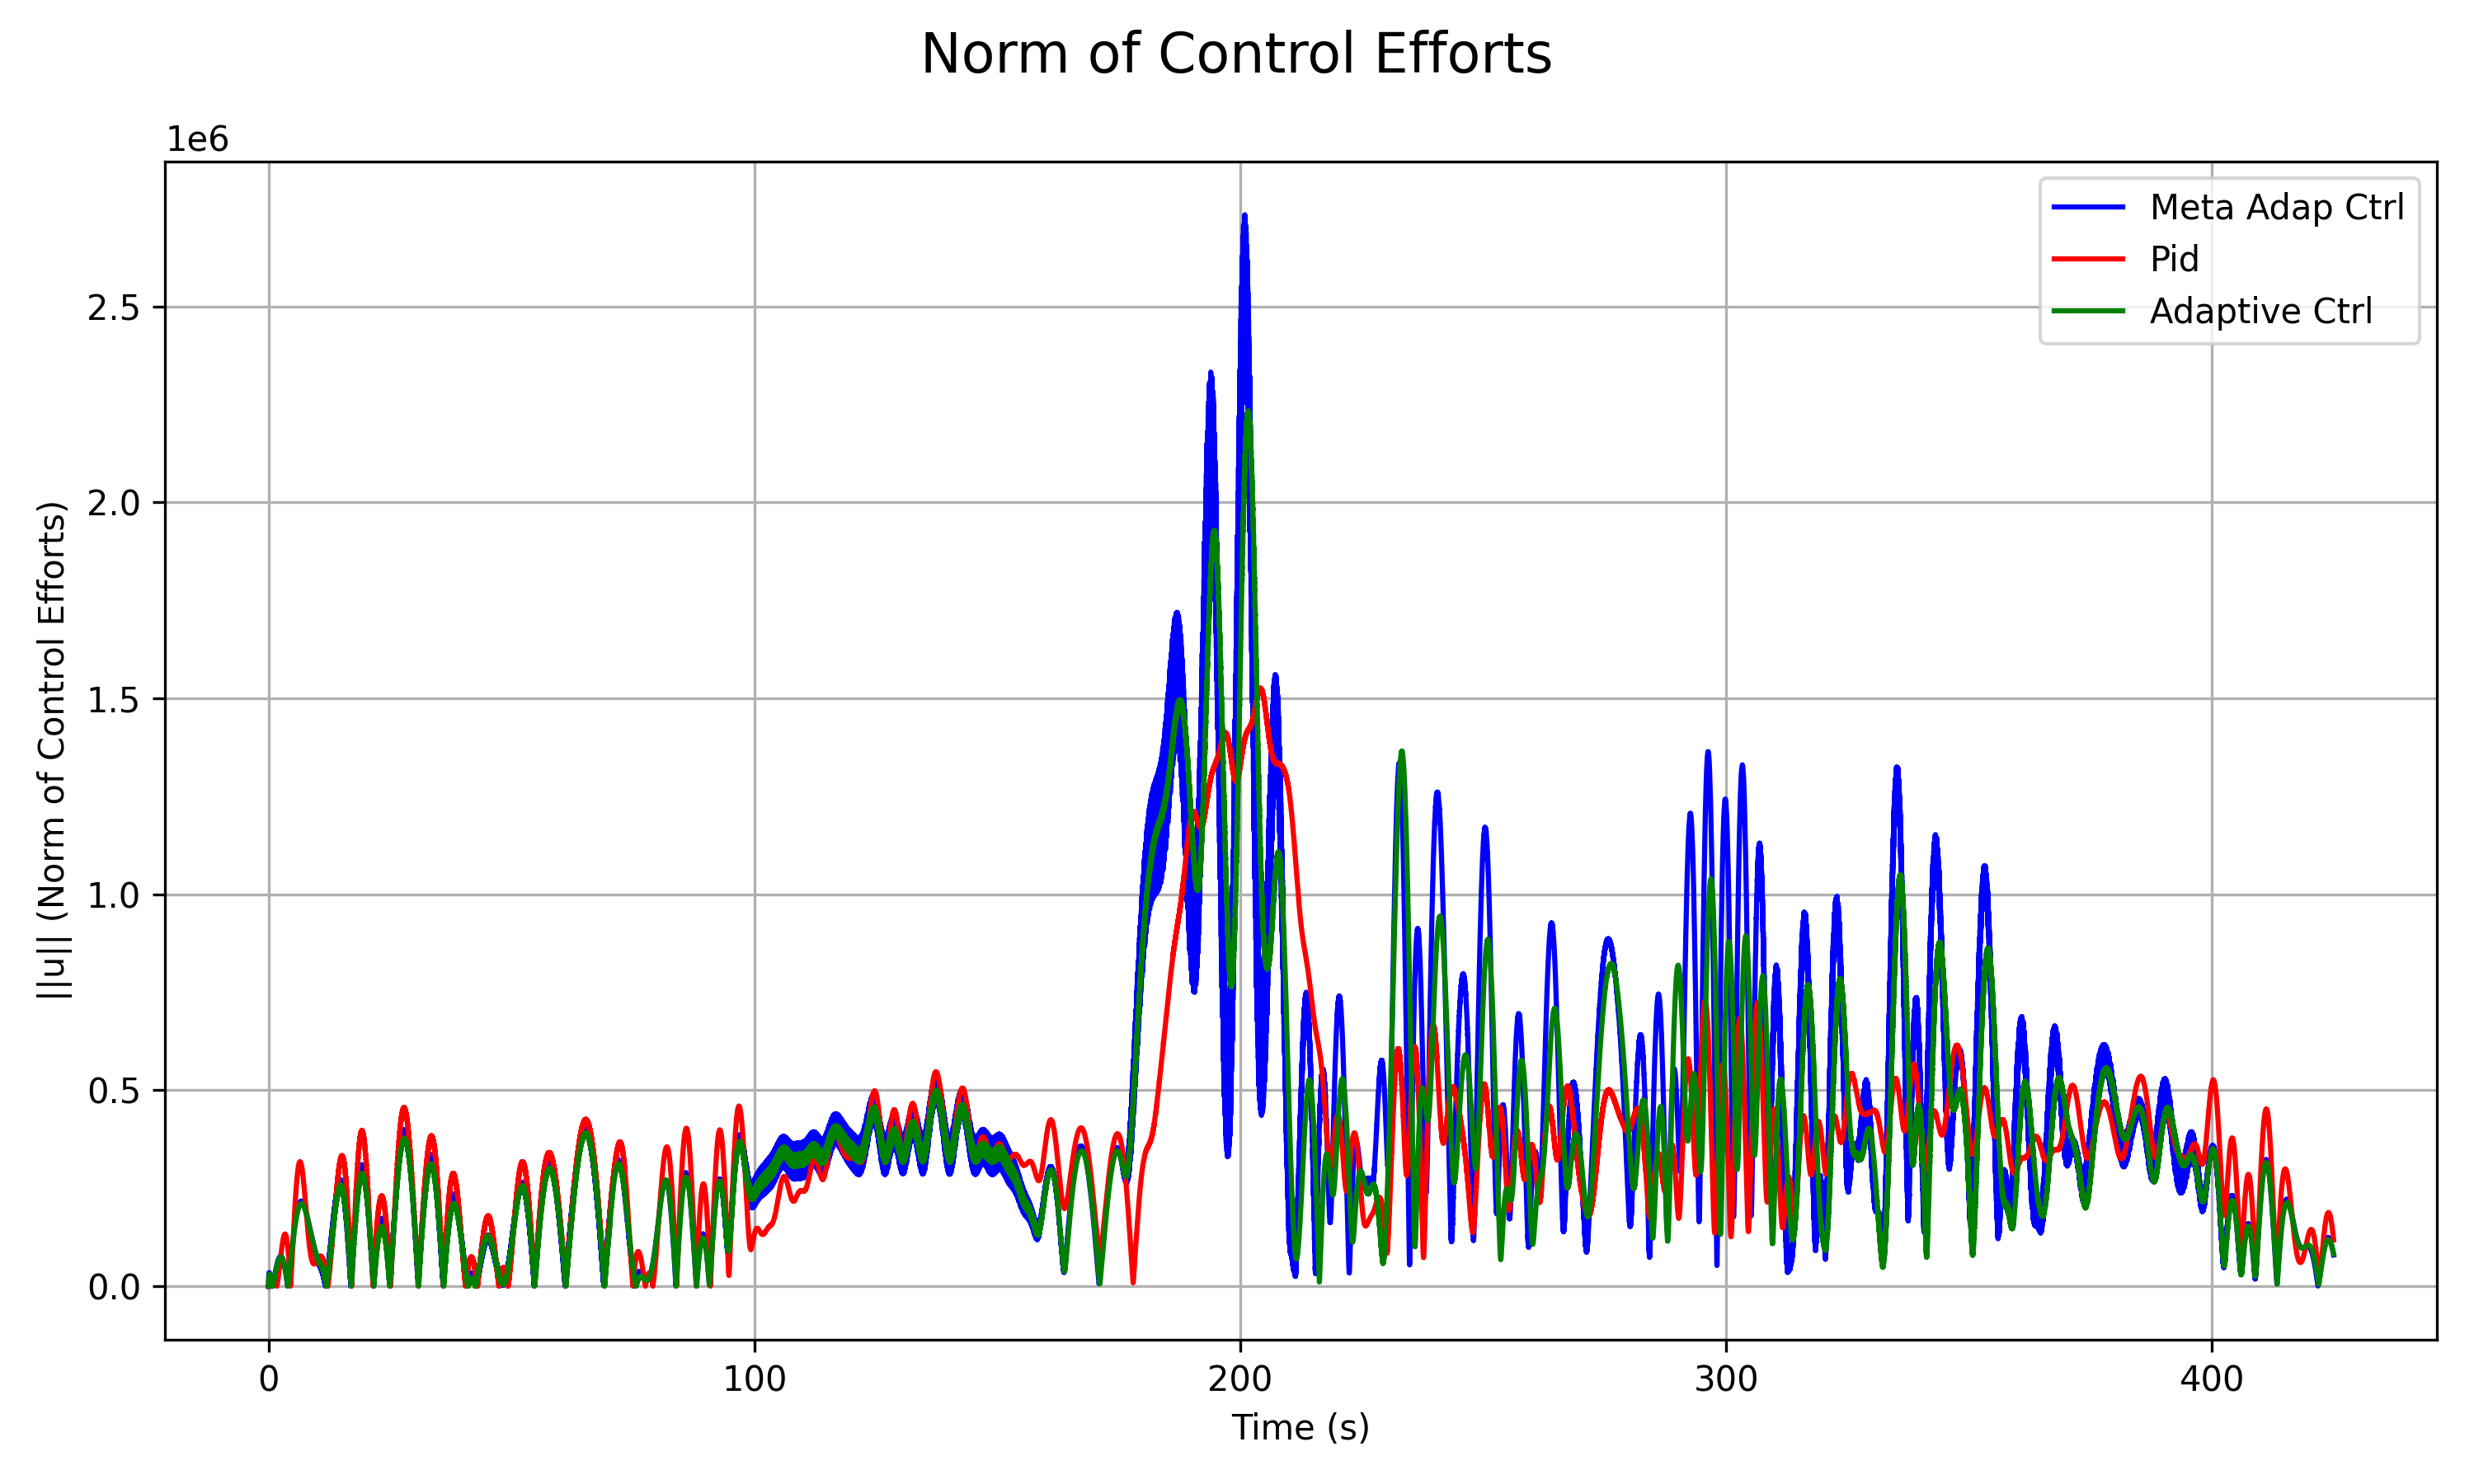 Norm of Control Efforts
1e6
Meta Adap Ctrl
Pid
Adaptive Ctrl
2.5
2.0
1.5
1.0
0.5
0.0
||u|| (Norm of Control Efforts)
0 100 200 300 400
Time (s)